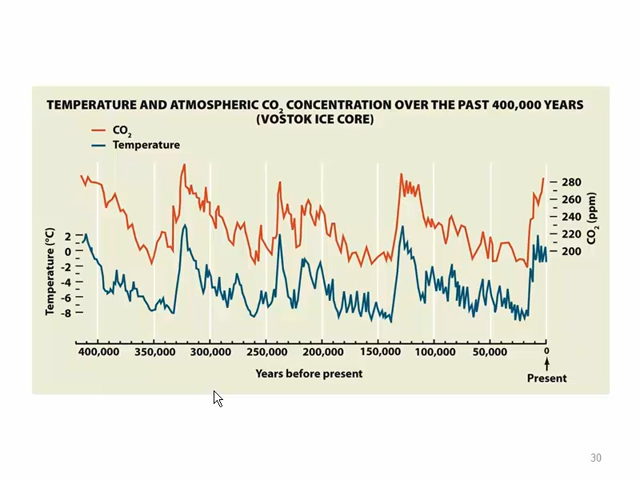 TEMPERATURE AND ATMOSPHERIC CO2 CONCENTRATION OVER THE PAST 400,000 YEARS
(VOSTOK ICE CORE)
CO2
Temperature
Temperature (°C)
2
0
-2
-4
-6
-8
280
260
240
220
200
CO2 (ppm)
400,000 350,000 300,000 250,000 200,000 150,000 100,000 50,000 0
Years before present
Present
30